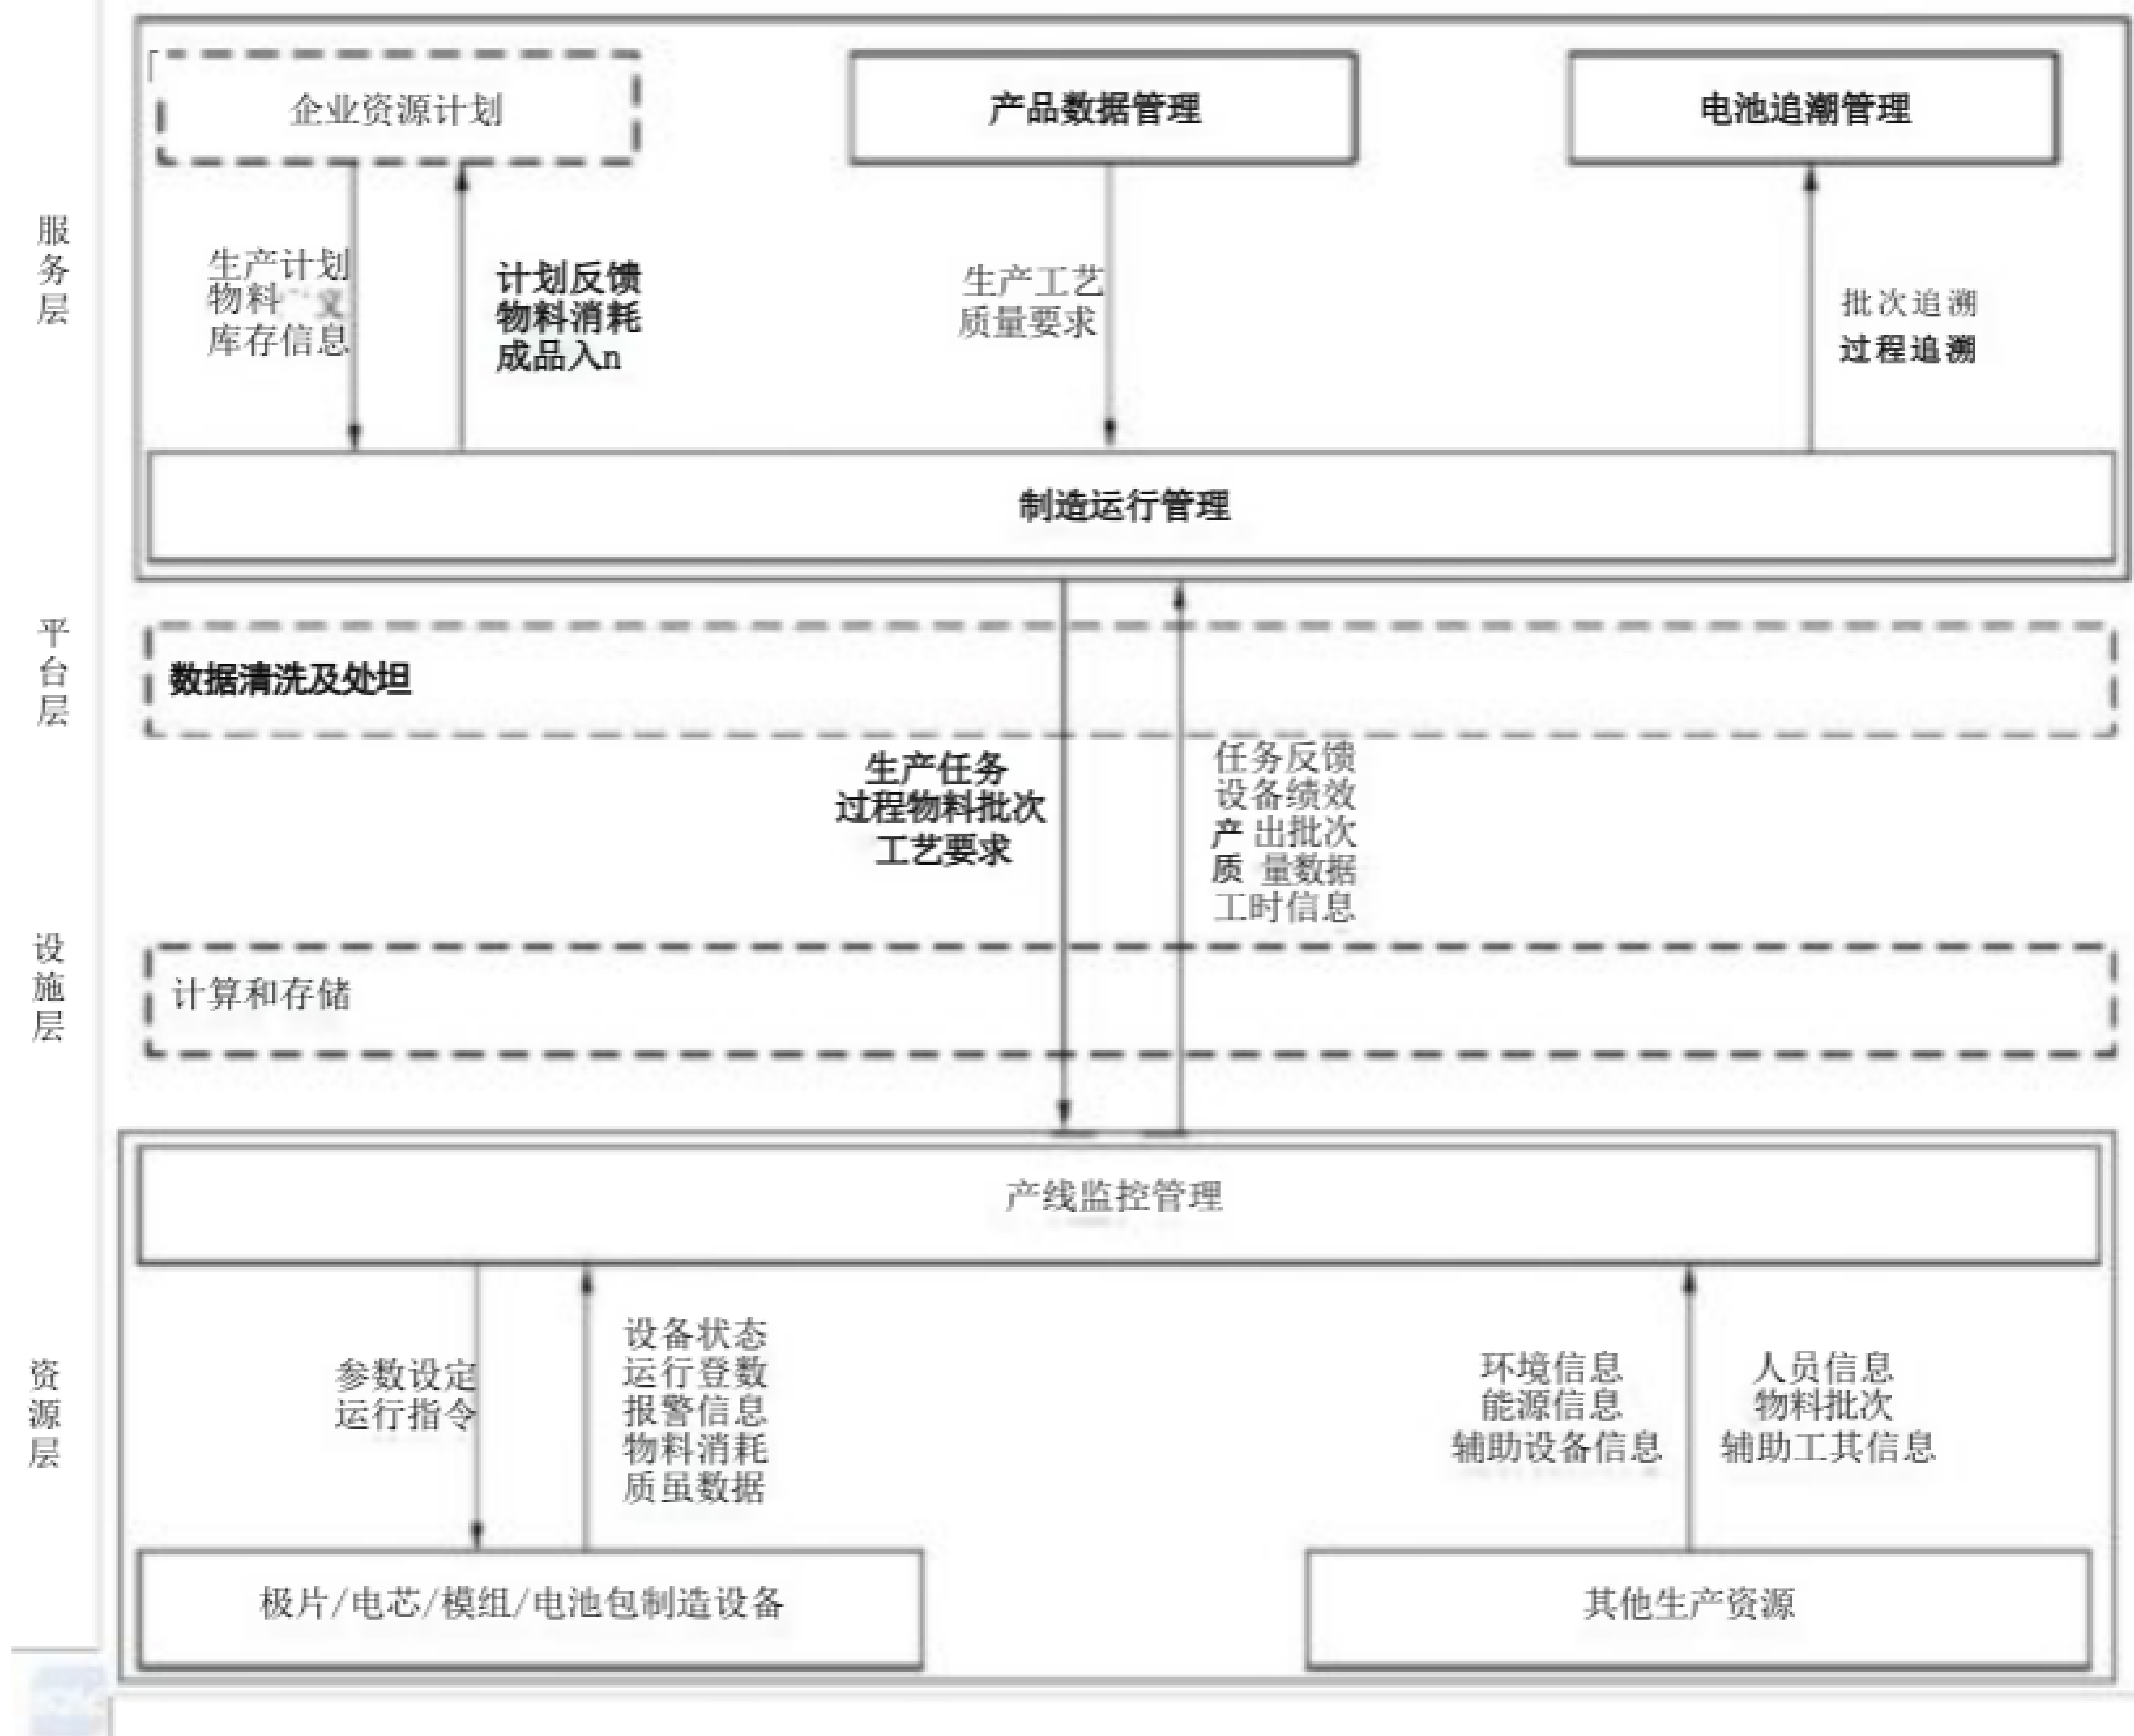 企业资源计划
产品数据管理
电池追潮管理
服务层
生产计划
物料
库存信息
计划反馈
物料消耗
成品入n
生产工艺
质量要求
批次追溯
过程追溯
制造运行管理
平台层
数据清洗及处坦
生产任务
过程物料批次
工艺要求
任务反馈
设备绩效
产 出批次
质 量数据
工时信息
设施层
计算和存储
产线监控管理
资源层
参数设定
运行指令
设备状态
运行登数
报警信息
物料消耗
质虽数据
环境信息
能源信息
辅助设备信息
人员信息
物料批次
辅助工其信息
极片/电芯/模组/电池包制造设备
其他生产资源